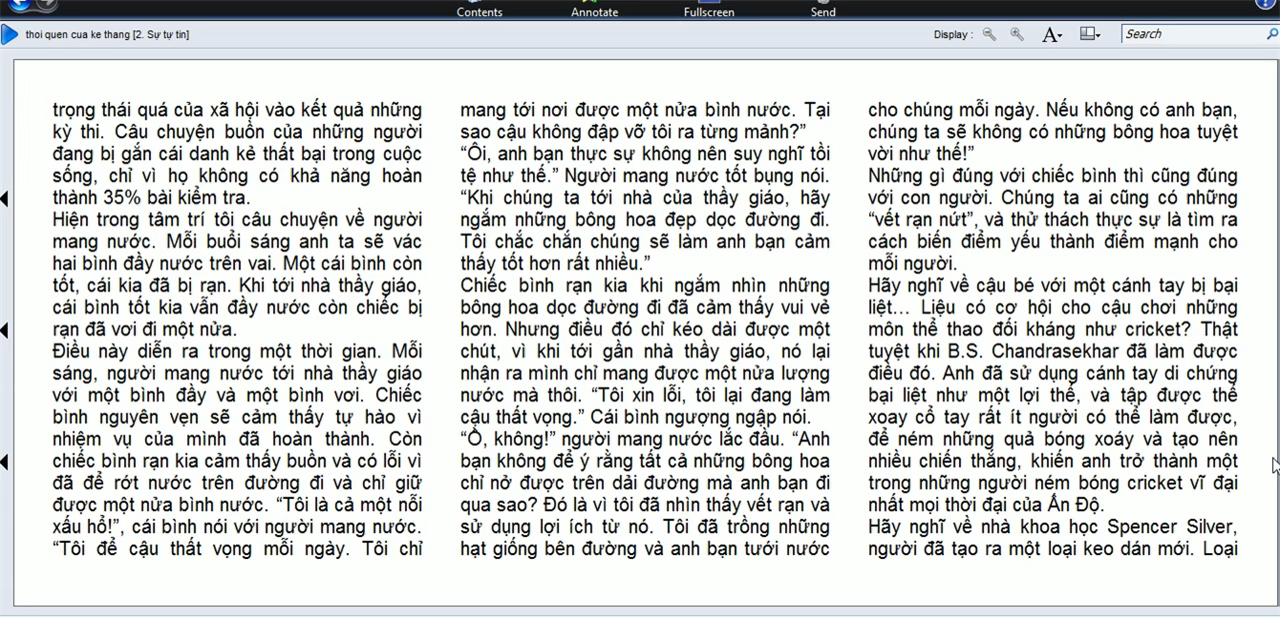 Contents
Annotate
Fullscreen
Send
thoi quen cua ke thang [2. Sự tự tin]
Display :
A
Search
trọng thái quá của xã hội vào kết quả những
kỳ thi. Câu chuyện buồn của những người
đang bị gắn cái danh kẻ thất bại trong cuộc
sống, chỉ vì họ không có khả năng hoàn
thành 35% bài kiểm tra.
Hiện trong tâm trí tôi câu chuyện về người
mang nước. Mỗi buổi sáng anh ta sẽ vác
hai bình đầy nước trên vai. Một cái bình còn
tốt, cái kia đã bị rạn. Khi tới nhà thầy giáo,
cái bình tốt kia vẫn đầy nước còn chiếc bị
rạn đã vơi đi một nửa.
Điều này diễn ra trong một thời gian. Mỗi
sáng, người mang nước tới nhà thầy giáo
với một bình đầy và một bình vơi. Chiếc
bình nguyên vẹn sẽ cảm thấy tự hào vì
nhiệm vụ của mình đã hoàn thành. Còn
chiếc bình rạn kia cảm thấy buồn và có lỗi vì
đã để rớt nước trên đường đi và chỉ giữ
được một nửa bình nước. “Tôi là cả một nỗi
xấu hổ!”, cái bình nói với người mang nước.
“Tôi để cậu thất vọng mỗi ngày. Tôi chỉ
mang tới nơi được một nửa bình nước. Tại
sao cậu không đập vỡ tôi ra từng mảnh?”
“Ôi, anh bạn thực sự không nên suy nghĩ tồi
tệ như thế.” Người mang nước tốt bụng nói.
“Khi chúng ta tới nhà của thầy giáo, hãy
ngắm những bông hoa đẹp dọc đường đi.
Tôi chắc chắn chúng sẽ làm anh bạn cảm
thấy tốt hơn rất nhiều.”
Chiếc bình rạn kia khi ngắm nhìn những
bông hoa dọc đường đi đã cảm thấy vui vẻ
hơn. Nhưng điều đó chỉ kéo dài được một
chút, vì khi tới gần nhà thầy giáo, nó lại
nhận ra mình chỉ mang được một nửa lượng
nước mà thôi. “Tôi xin lỗi, tôi lại đang làm
cậu thất vọng.” Cái bình ngượng ngập nói.
“Ồ, không!” người mang nước lắc đầu. “Anh
bạn không để ý rằng tất cả những bông hoa
chỉ nở được trên dải đường mà anh bạn đi
qua sao? Đó là vì tôi đã nhìn thấy vết rạn và
sử dụng lợi ích từ nó. Tôi đã trồng những
hạt giống bên đường và anh bạn tưới nước
cho chúng mỗi ngày. Nếu không có anh bạn,
chúng ta sẽ không có những bông hoa tuyệt
vời như thế!”
Những gì đúng với chiếc bình thì cũng đúng
với con người. Chúng ta ai cũng có những
“vết rạn nứt”, và thử thách thực sự là tìm ra
cách biến điểm yếu thành điểm mạnh cho
mỗi người.
Hãy nghĩ về cậu bé với một cánh tay bị bại
liệt… Liệu có cơ hội cho cậu chơi những
môn thể thao đối kháng như cricket? Thật
tuyệt khi B.S. Chandrasekhar đã làm được
điều đó. Anh đã sử dụng cánh tay di chứng
bại liệt như một lợi thế, và tập được thế
xoay cổ tay rất ít người có thể làm được,
để ném những quả bóng xoáy và tạo nên
nhiều chiến thắng, khiến anh trở thành một
trong những người ném bóng cricket vĩ đại
nhất mọi thời đại của Ấn Độ.
Hãy nghĩ về nhà khoa học Spencer Silver,
người đã tạo ra một loại keo dán mới. Loại